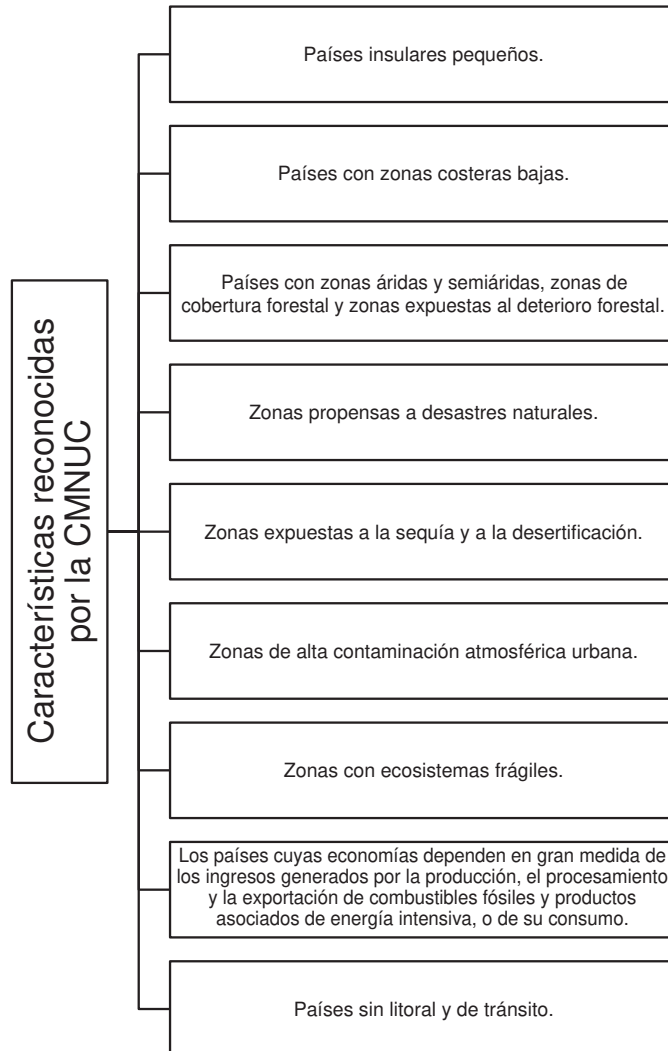 Características reconocidas
por la CMNUC
Países insulares pequeños.
Países con zonas costeras bajas.
Países con zonas áridas y semiáridas, zonas de
cobertura forestal y zonas expuestas al deterioro forestal.
Zonas propensas a desastres naturales.
Zonas expuestas a la sequía y a la desertificación.
Zonas de alta contaminación atmosférica urbana.
Zonas con ecosistemas frágiles.
Los países cuyas economías dependen en gran medida de
los ingresos generados por la producción, el procesamiento
y la exportación de combustibles fósiles y productos
asociados de energía intensiva, o de su consumo.
Países sin litoral y de tránsito.